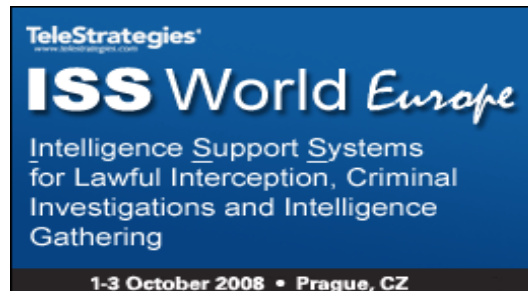 TeleStrategies®
www.telestrategies.com
ISS World Europe
Intelligence Support Systems
for Lawful Interception, Criminal
Investigations and Intelligence
Gathering
1-3 October 2008 • Prague, CZ